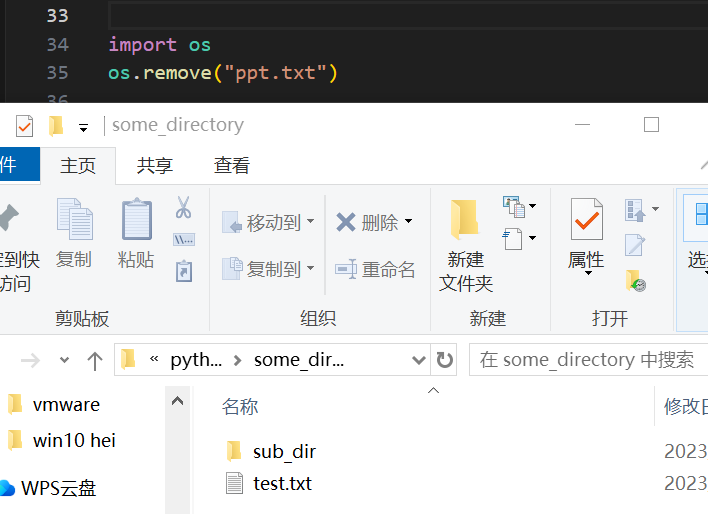 33
34 import os
35 os.remove("ppt.txt")
36
some_directory
件 主页 共享 查看
复制 粘贴 移动到 删除 新建 属性
定到快 复制到 重命名 文件夹 选择
访问
剪贴板 组织 新建 打开
« pyth... > some_dir... 在 some_directory 中搜索
vmware 名称 修改日
win10 hei sub_dir 2023
WPS云盘 test.txt 2023